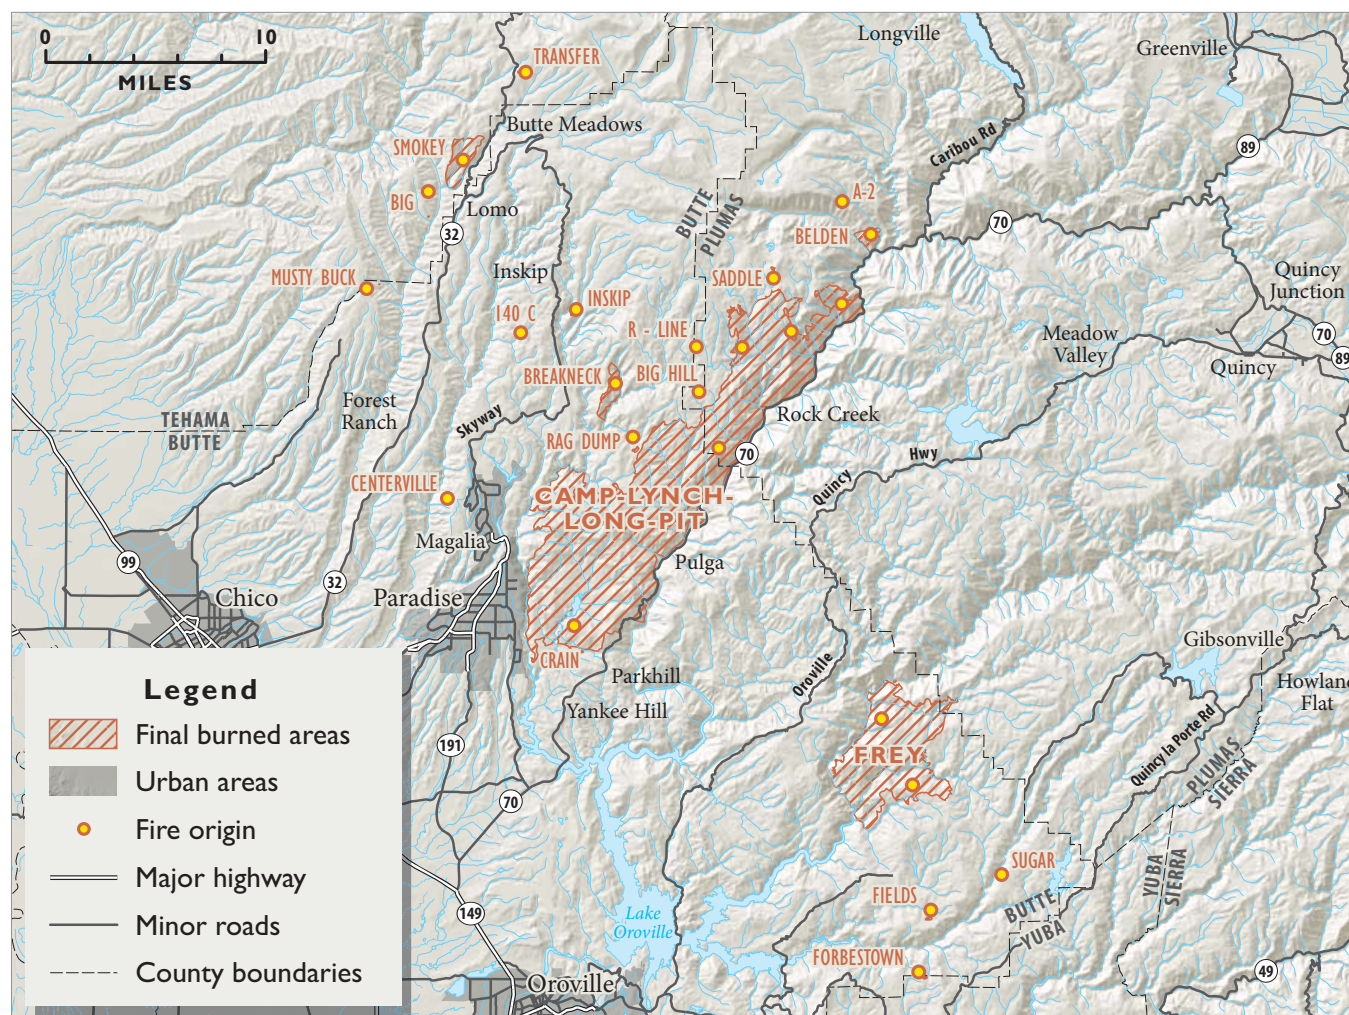 0 10
MILES
TRANSFER
Longville
Greenville
Butte Meadows
SMOKEY
Caribou Rd
89
BIG
Lomo
A-2
BUTTE
PLUMAS
32
BELDEN
70
MUSTY BUCK
Inskip
SADDLE
Quincy
Junction
INSKIP
140 C
R - LINE
Meadow
Valley
70
89
Quincy
BREAKNECK
BIG HILL
Forest
Ranch
TEHAMA
BUTTE
Skyway
Rock Creek
RAG DUMP
70
Hwy
Quincy
CENTERVILLE
CAMP-LYNCH-
LONG-PIT
Magalia
Pulga
99
32
Chico
Paradise
Gibsonville
CRAIN
Parkhill
Oroville
Howland
Flat
Yankee Hill
Quincy la Porte Rd
191
FREY
PLUMAS
SIERRA
70
SUGAR
YUBA
SIERRA
FIELDS
BUTTE
YUBA
149
Lake
Oroville
FORBESTOWN
49
Oroville
Legend
Final burned areas
Urban areas
Fire origin
Major highway
Minor roads
County boundaries